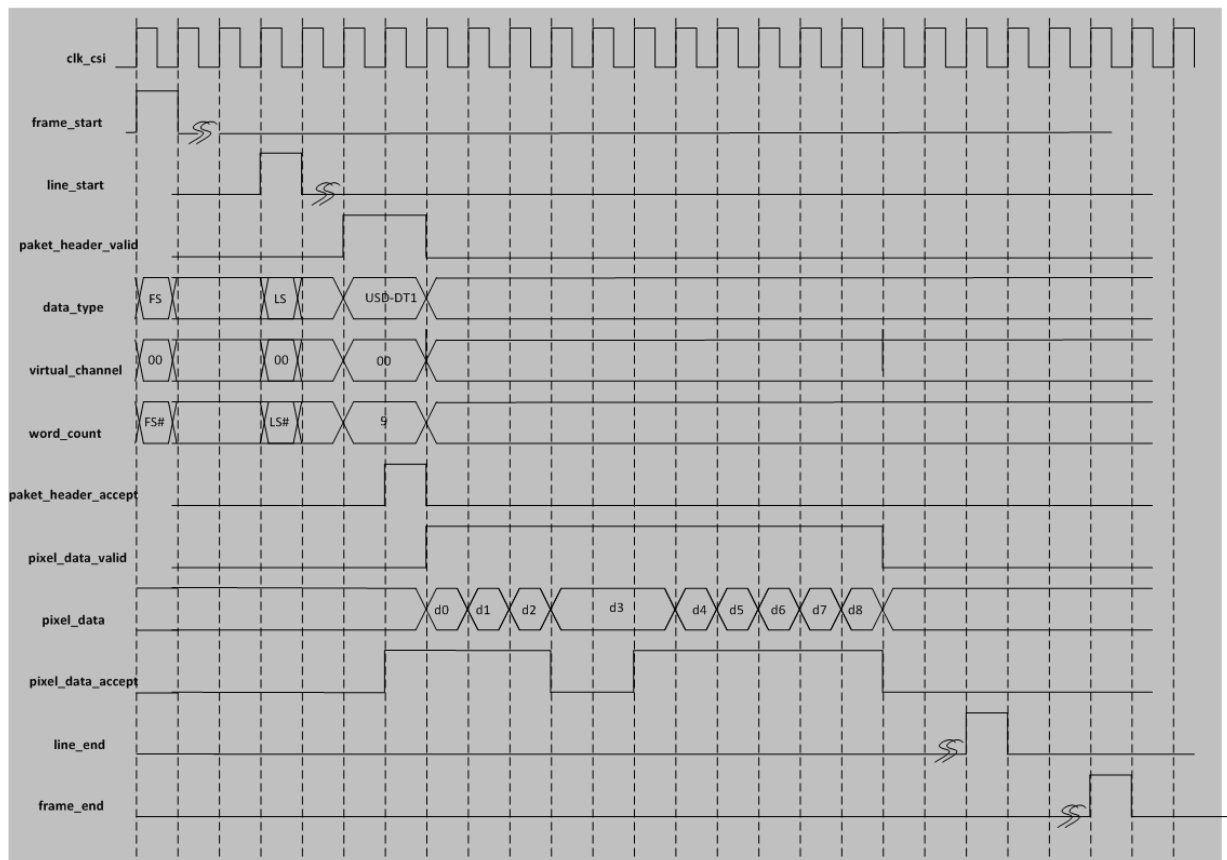 clk_csi
frame_start
line_start
paket_header_valid
data_type FS LS USD-DT1
virtual_channel 00 00 00
word_count FS# LS# 9
paket_header_accept
pixel_data_valid
pixel_data d0 d1 d2 d3 d4 d5 d6 d7 d8
pixel_data_accept
line_end
frame_end